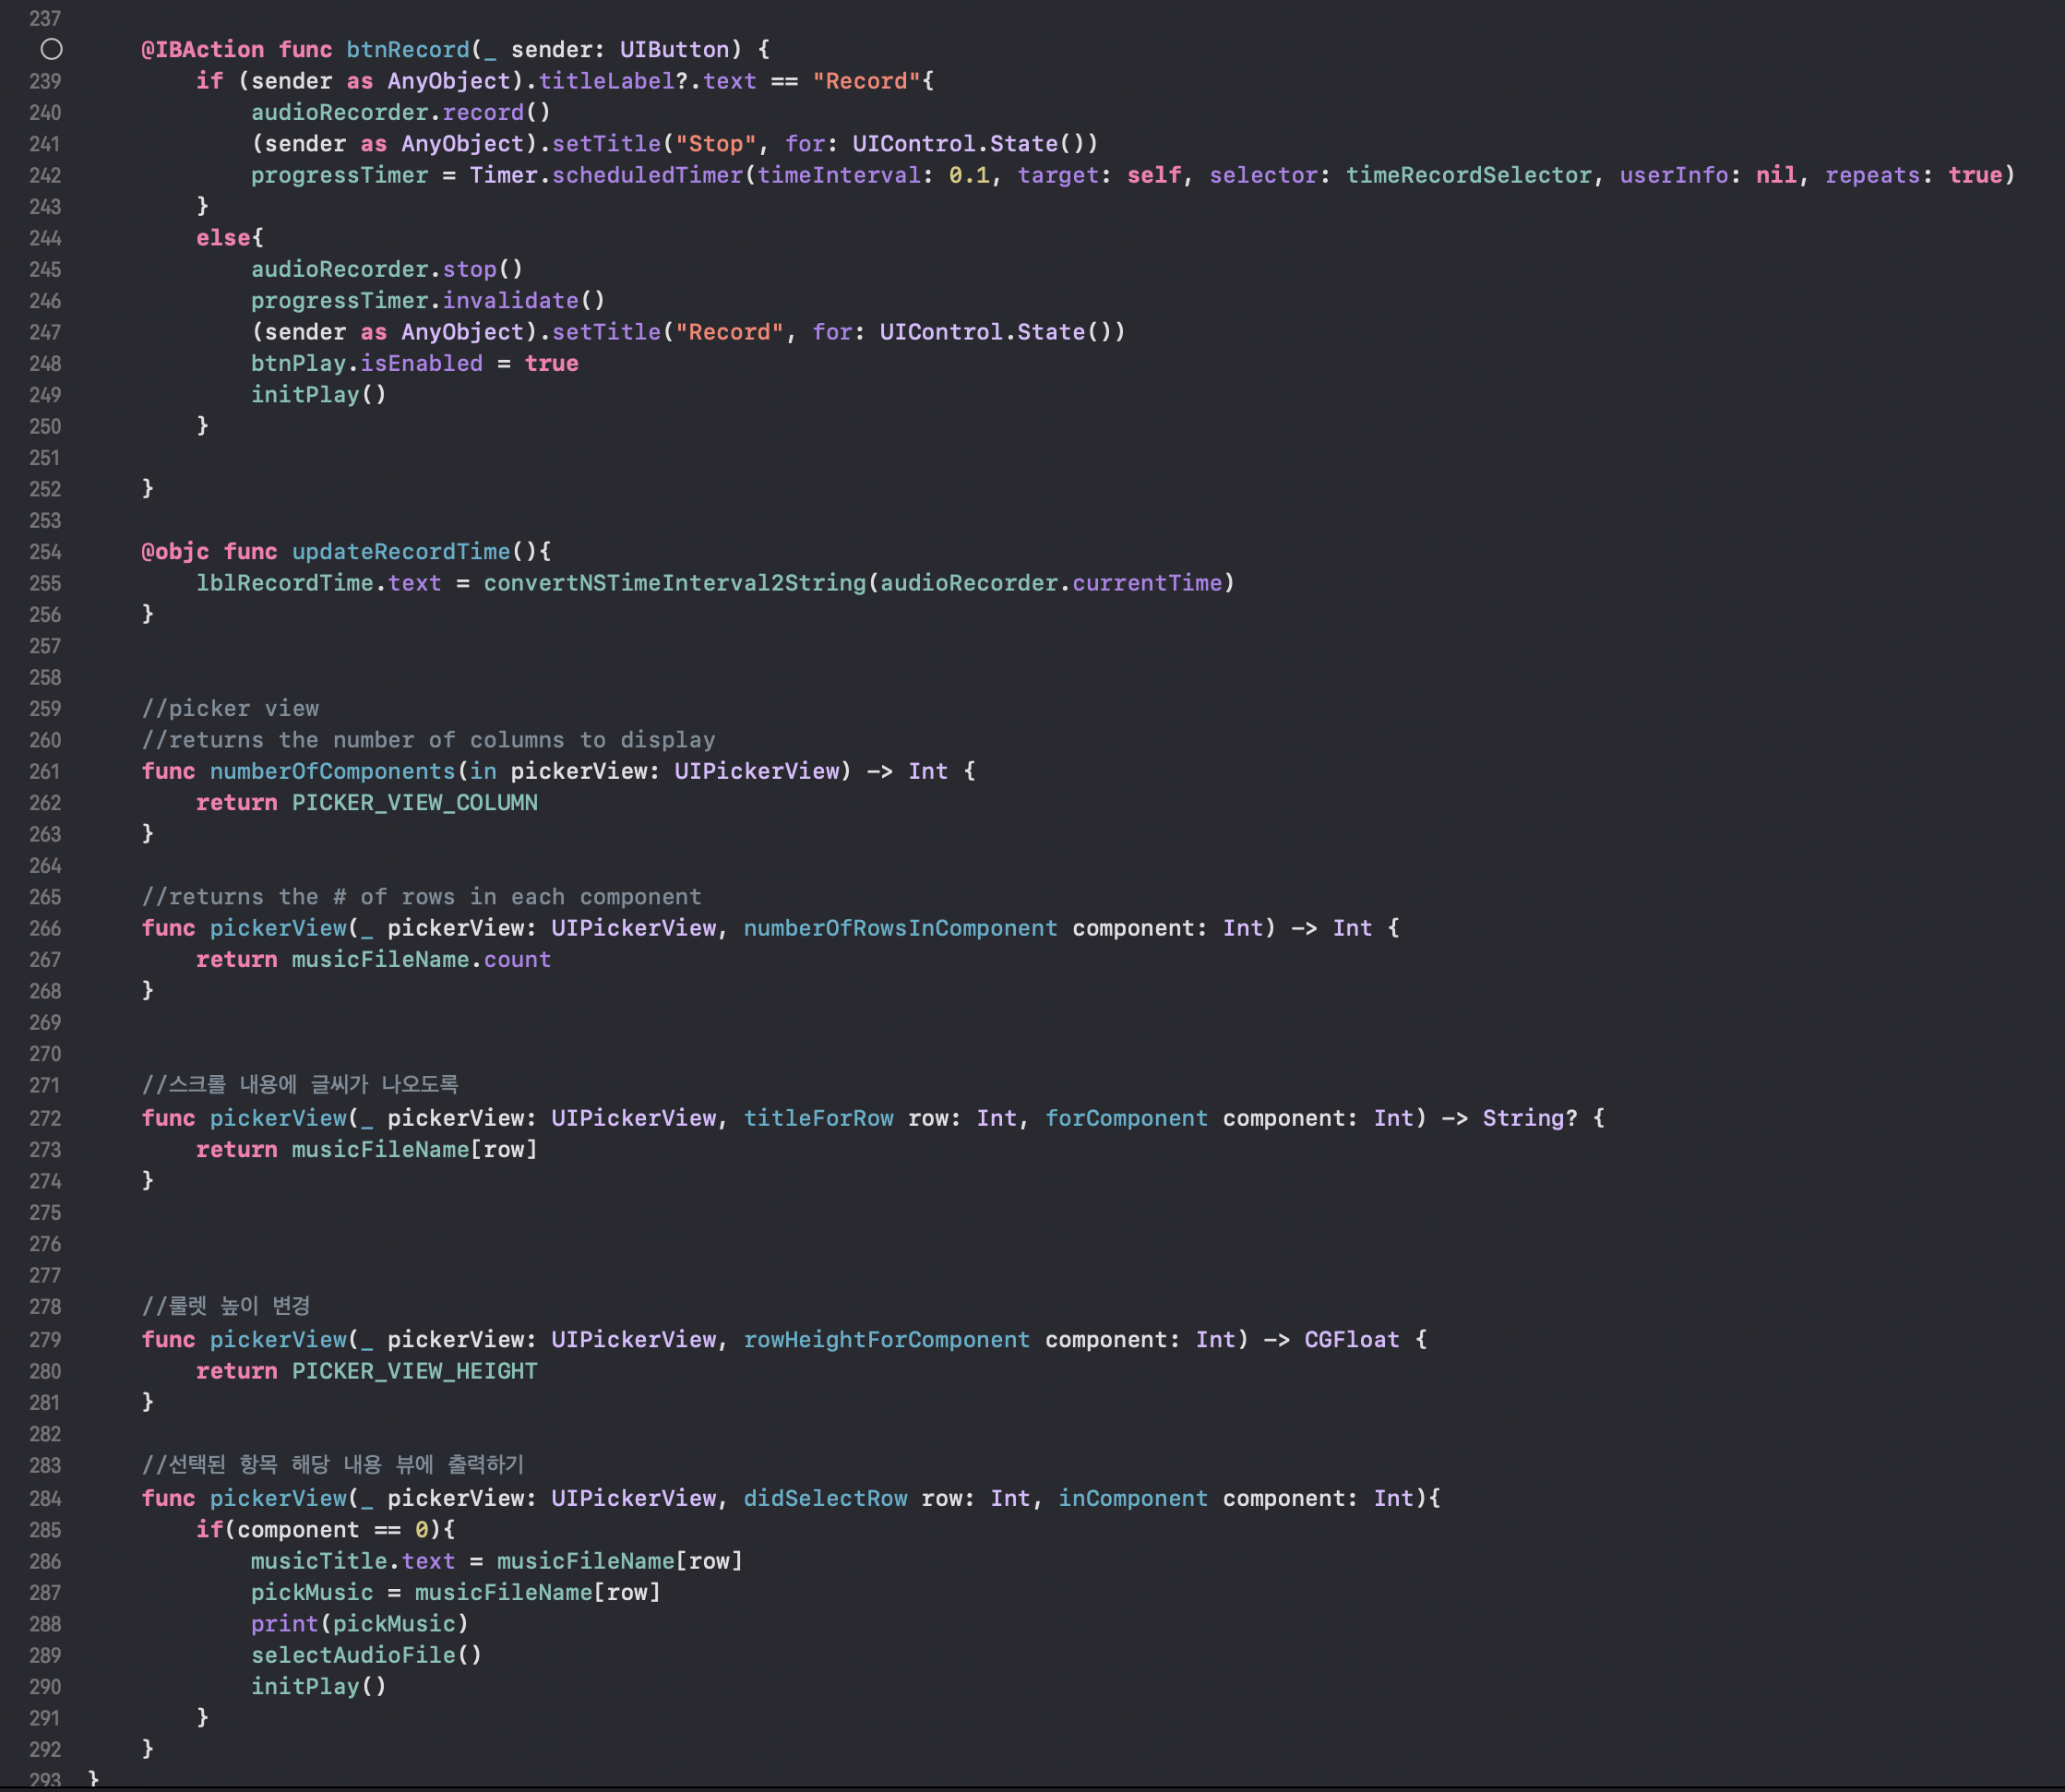 237
@IBAction func btnRecord(_ sender: UIButton) {
239 if (sender as AnyObject).titleLabel?.text == "Record"{
240 audioRecorder.record()
241 (sender as AnyObject).setTitle("Stop", for: UIControl.State())
242 progressTimer = Timer.scheduledTimer(timeInterval: 0.1, target: self, selector: timeRecordSelector, userInfo: nil, repeats: true)
243 }
244 else{
245 audioRecorder.stop()
246 progressTimer.invalidate()
247 (sender as AnyObject).setTitle("Record", for: UIControl.State())
248 btnPlay.isEnabled = true
249 initPlay()
250 }
251
252 }
253
254 @objc func updateRecordTime(){
255 lblRecordTime.text = convertNSTimeInterval2String(audioRecorder.currentTime)
256 }
257
258
259 //picker view
260 //returns the number of columns to display
261 func numberOfComponents(in pickerView: UIPickerView) -> Int {
262 return PICKER_VIEW_COLUMN
263 }
264
265 //returns the # of rows in each component
266 func pickerView(_ pickerView: UIPickerView, numberOfRowsInComponent component: Int) -> Int {
267 return musicFileName.count
268 }
269
270
271 //스크롤 내용에 글씨가 나오도록
272 func pickerView(_ pickerView: UIPickerView, titleForRow row: Int, forComponent component: Int) -> String? {
273 return musicFileName[row]
274 }
275
276
277
278 //룰렛 높이 변경
279 func pickerView(_ pickerView: UIPickerView, rowHeightForComponent component: Int) -> CGFloat {
280 return PICKER_VIEW_HEIGHT
281 }
282
283 //선택된 항목 해당 내용 뷰에 출력하기
284 func pickerView(_ pickerView: UIPickerView, didSelectRow row: Int, inComponent component: Int){
285 if(component == 0){
286 musicTitle.text = musicFileName[row]
287 pickMusic = musicFileName[row]
288 print(pickMusic)
289 selectAudioFile()
290 initPlay()
291 }
292 }
293 }